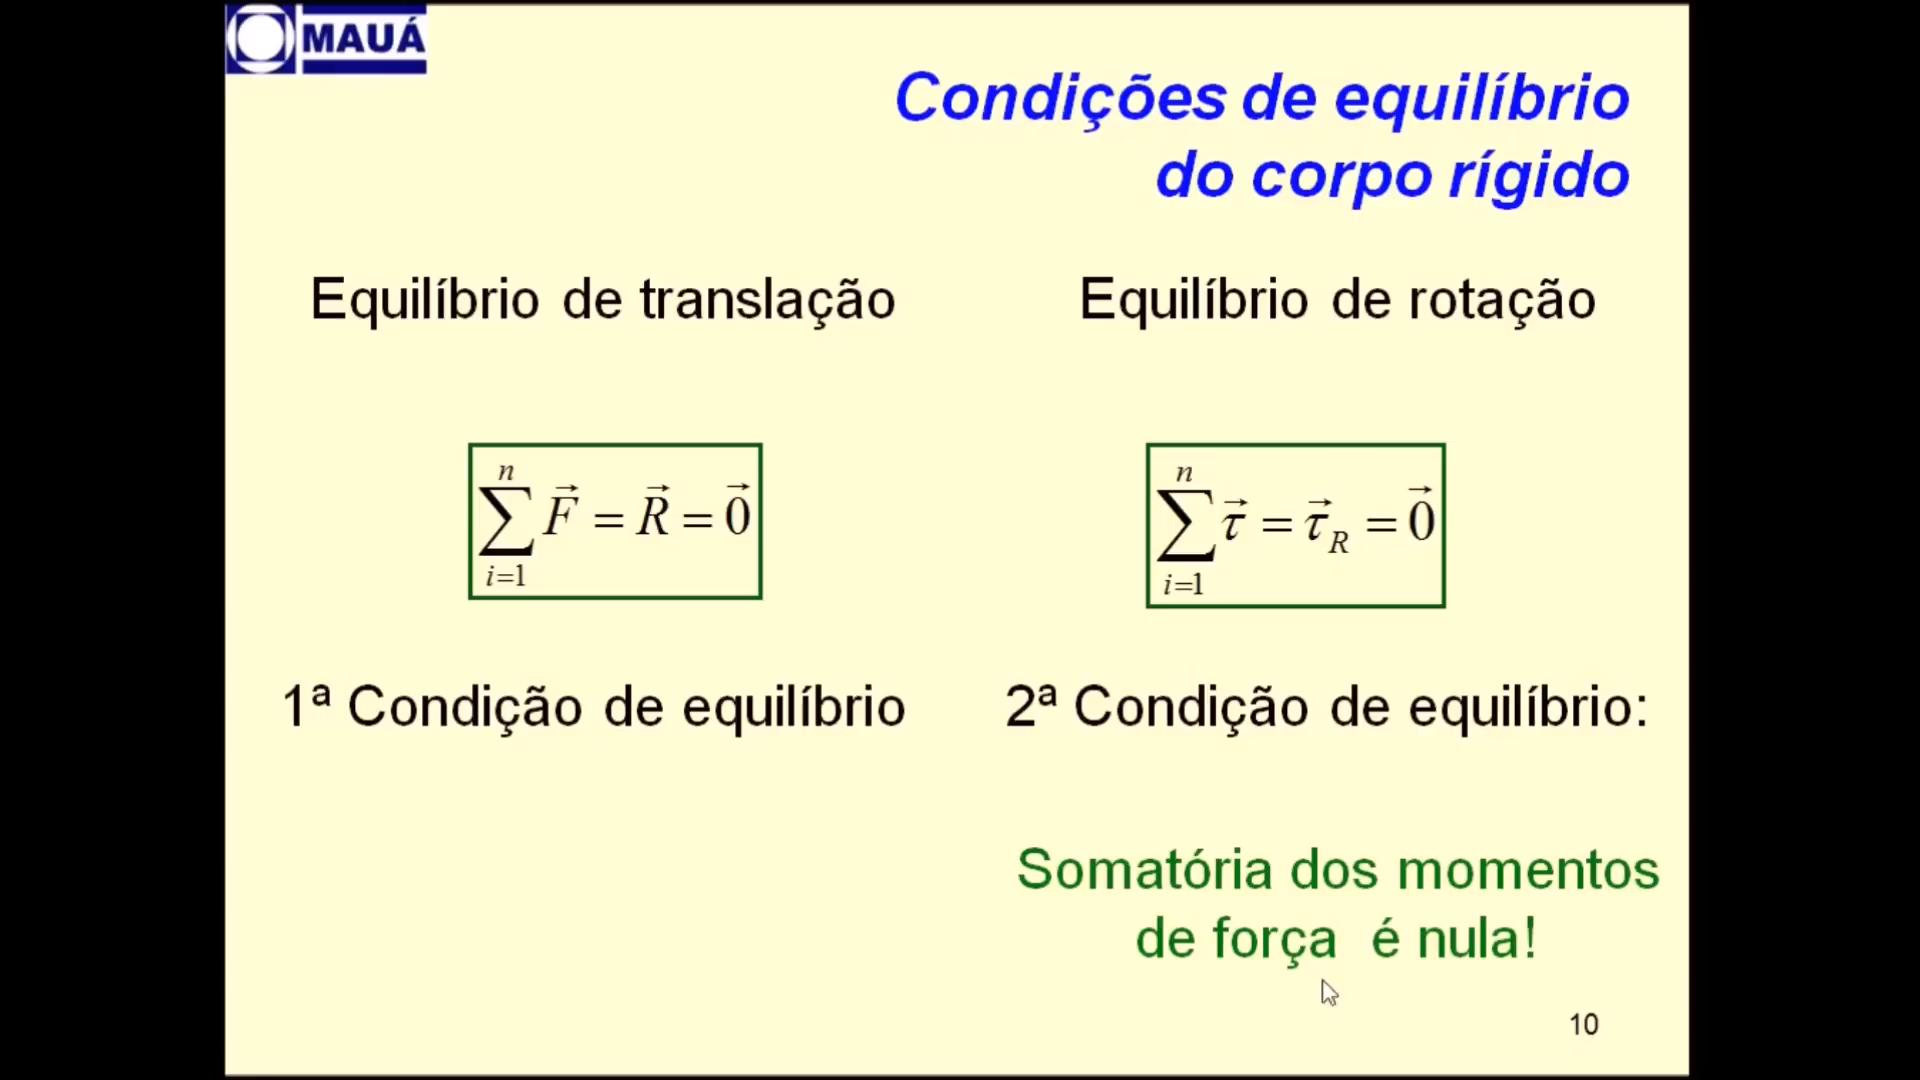 MAUÁ
Condições de equilíbrio
do corpo rígido
Equilíbrio de translação
Equilíbrio de rotação
n
∑ F⃗ = R⃗ = 0⃗
i=1
n
∑ τ⃗ = τ⃗_R = 0⃗
i=1
1ª Condição de equilíbrio
2ª Condição de equilíbrio:
Somatória dos momentos
de força é nula!
10